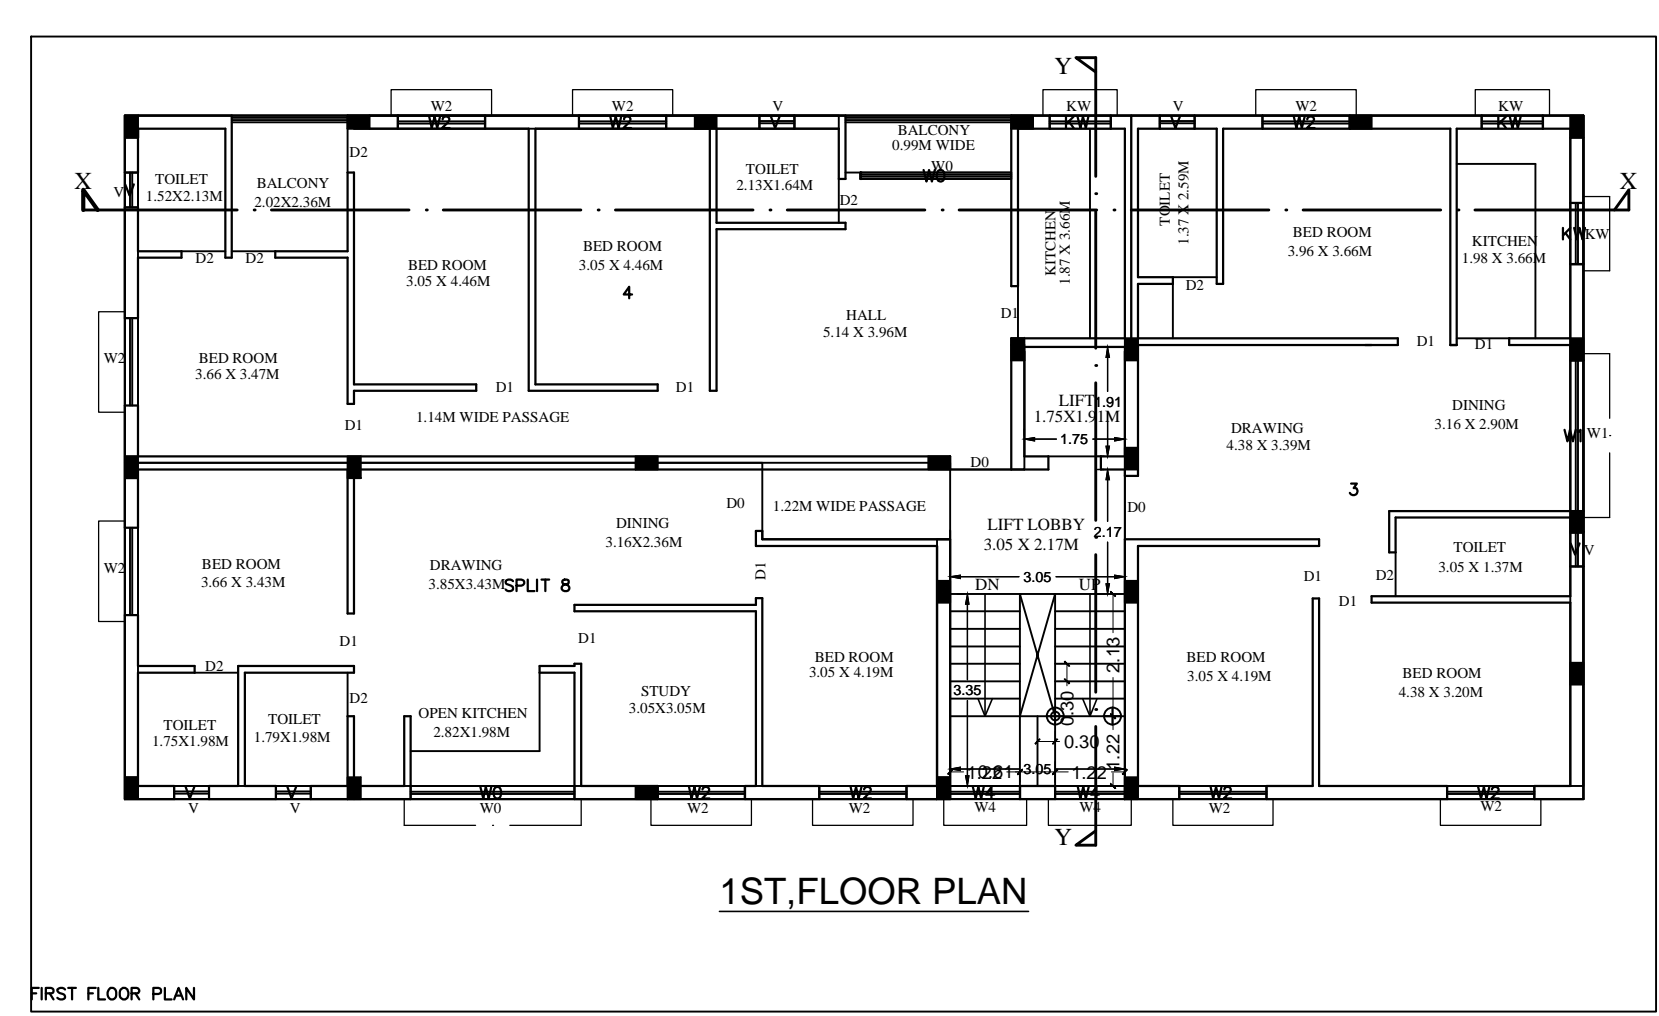 Y
W2
W2
V
KW
V
W2
KW
W2
W2
V
KW
W2
KW
BALCONY
0.99M WIDE
W0
W0
D2
TOILET
1.52X2.13M
BALCONY
2.02X2.36M
TOILET
2.13X1.64M
D2
TOILET
1.37 X 2.59M
X
V
V
X
BED ROOM
3.05 X 4.46M
4
BED ROOM
3.05 X 4.46M
KITCHEN
1.87 X 3.66M
BED ROOM
3.96 X 3.66M
KITCHEN
1.98 X 3.66M
KW
KW
D2
D2
D2
HALL
5.14 X 3.96M
D1
D1
D1
W2
BED ROOM
3.66 X 3.47M
D1
D1
LIFT
1.75X1.91M
1.91
1.75
DINING
3.16 X 2.90M
DRAWING
4.38 X 3.39M
W1
W1
1.14M WIDE PASSAGE
D1
D0
3
D0
1.22M WIDE PASSAGE
D0
DINING
3.16X2.36M
LIFT LOBBY
3.05 X 2.17M
2.17
TOILET
3.05 X 1.37M
V
V
W2
BED ROOM
3.66 X 3.43M
DRAWING
3.85X3.43M
SPLIT 8
D1
3.05
DN
UP
D1
D2
D1
D1
D1
D2
2.13
BED ROOM
3.05 X 4.19M
BED ROOM
3.05 X 4.19M
BED ROOM
4.38 X 3.20M
STUDY
3.05X3.05M
3.35
0.30
D2
OPEN KITCHEN
2.82X1.98M
TOILET
1.75X1.98M
TOILET
1.79X1.98M
0.30
1.22
1.22
0.61
3.05
1.22
V
V
W0
W2
W2
W4
W4
W2
W2
V
V
W0
W2
W2
W4
W4
W2
W2
Y
1ST,FLOOR PLAN
FIRST FLOOR PLAN